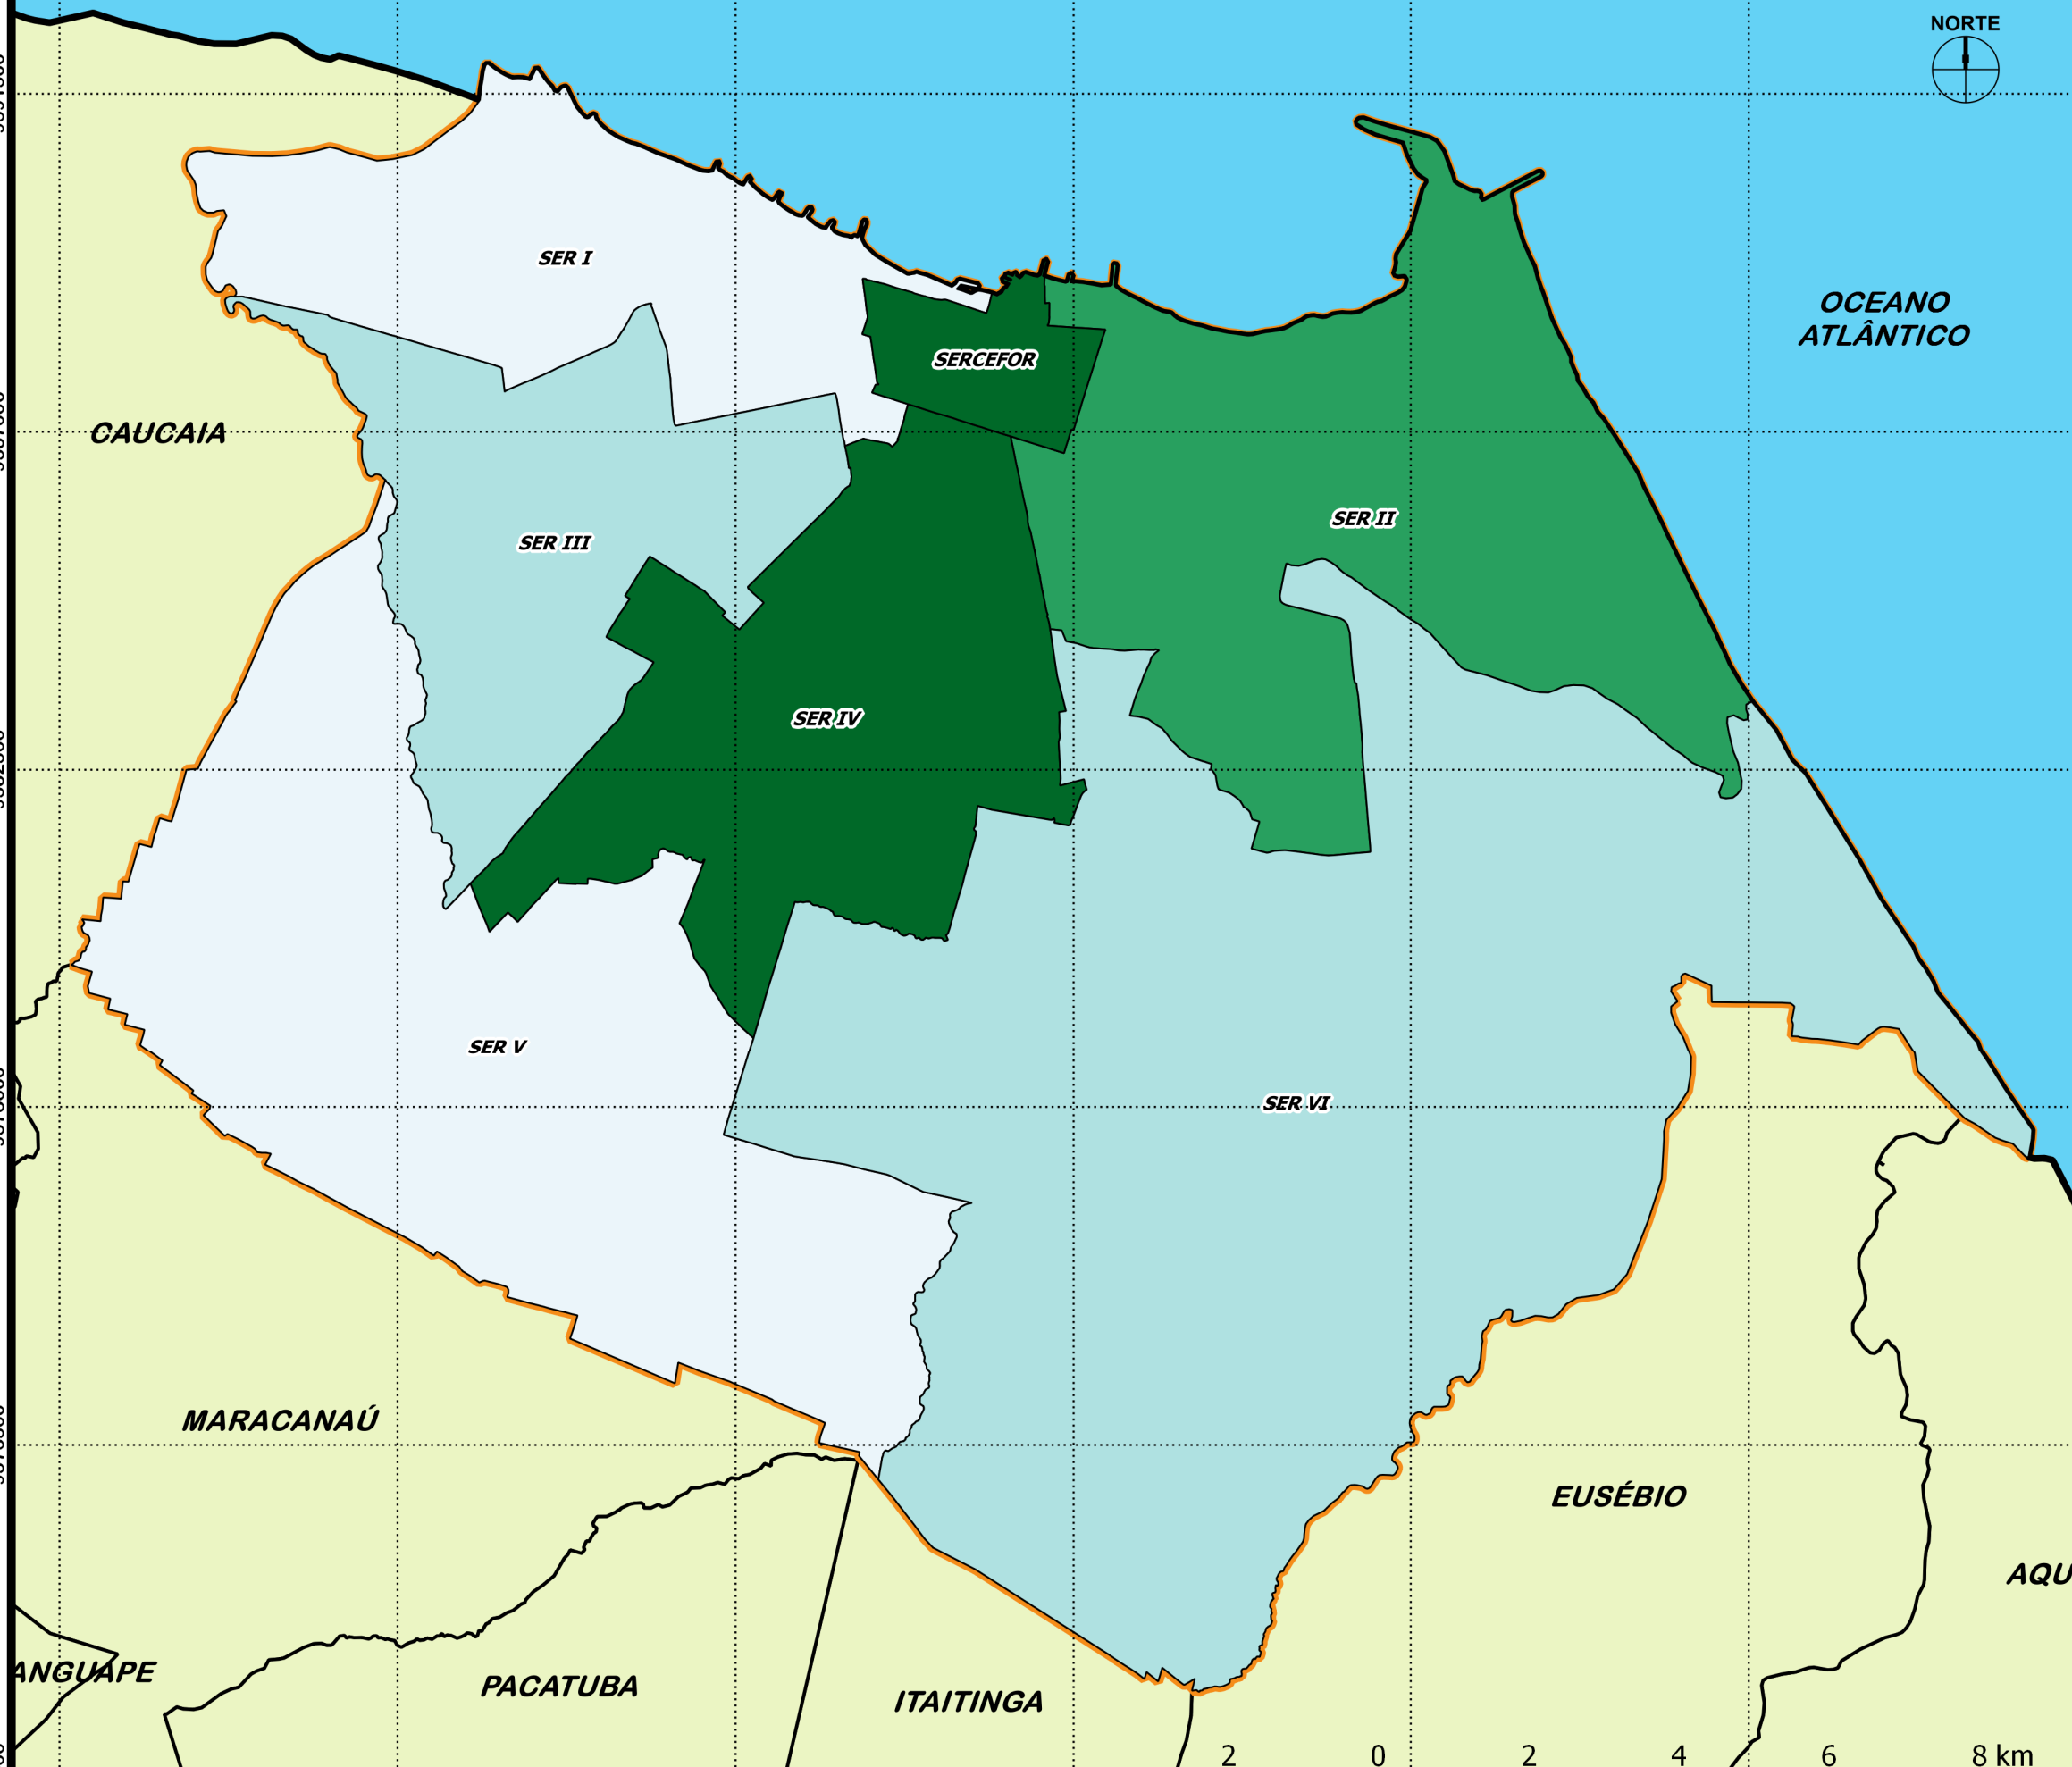 NORTE
SER I
OCEANO
ATLÂNTICO
SERCEFOR
CAUCAIA
SER II
SER III
SER IV
SER V
SER VI
MARACANAÚ
EUSÉBIO
AQU
ANGUAPE
PACATUBA
ITAITINGA
2 0 2 4 6 8 km